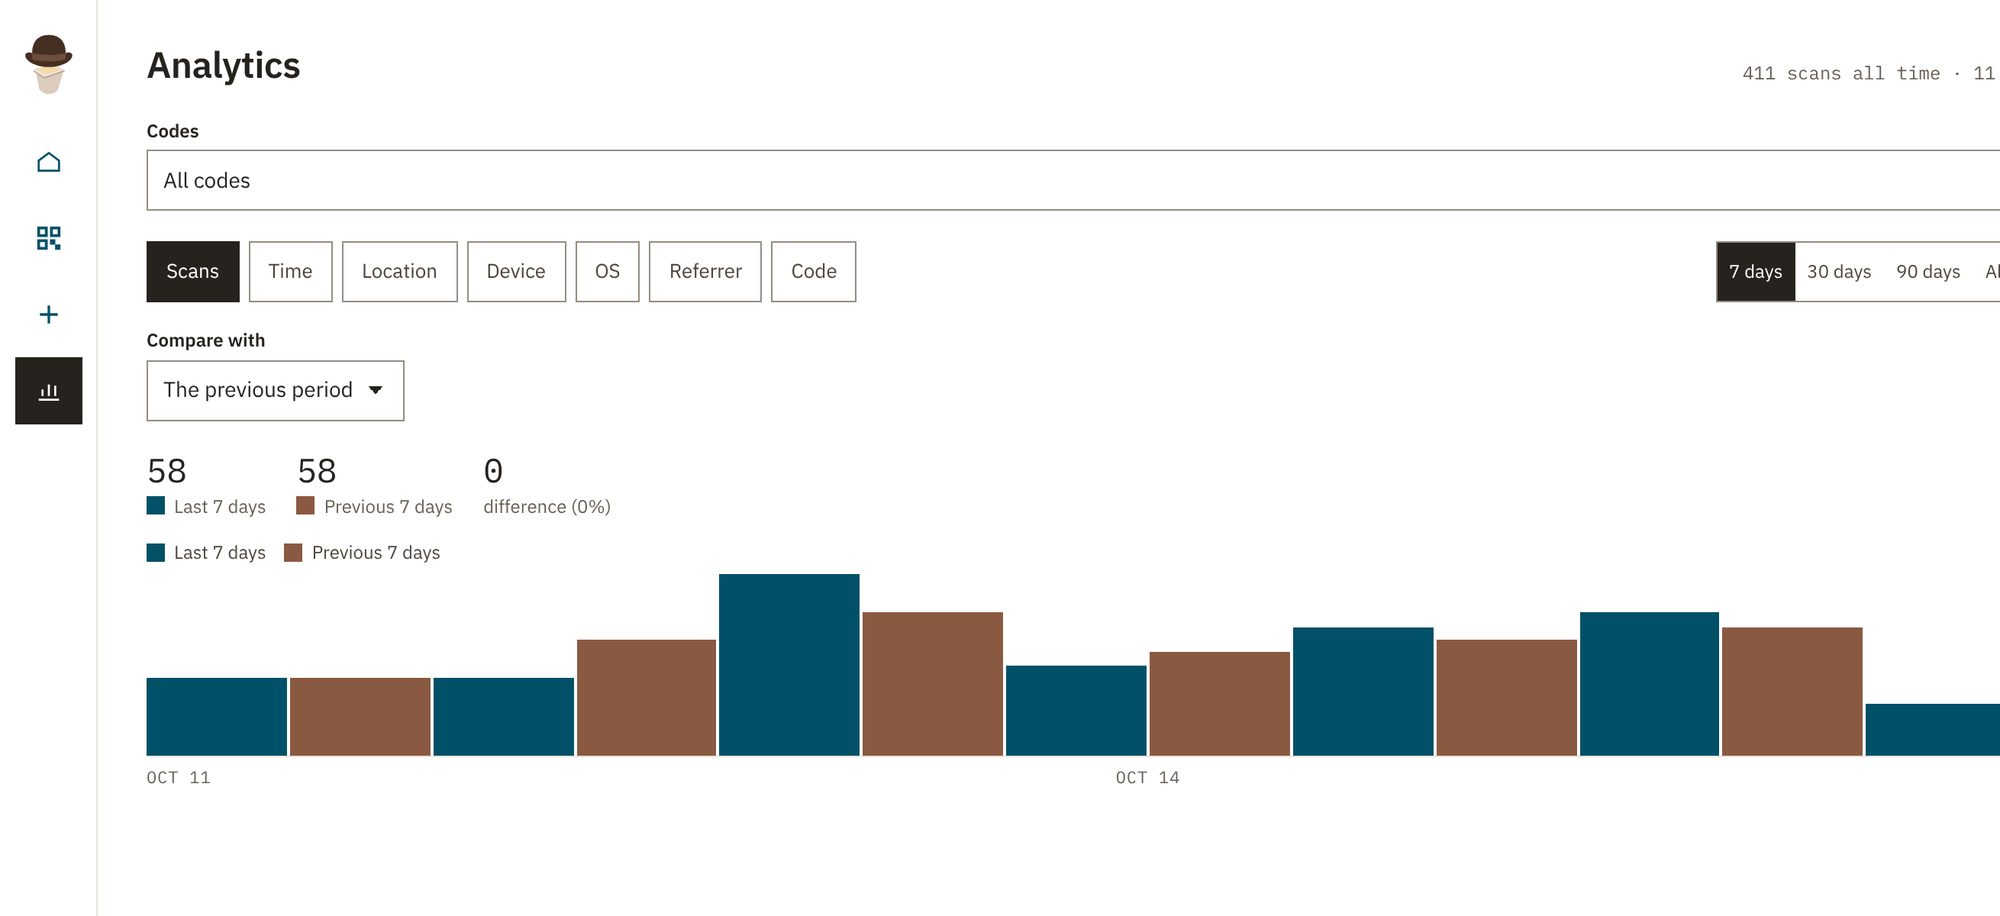 Analytics
411 scans all time · 11
Codes
All codes
Scans Time Location Device OS Referrer Code
7 days 30 days 90 days
Compare with
The previous period
58 58 0
Last 7 days Previous 7 days difference (0%)
Last 7 days Previous 7 days
OCT 11 OCT 14